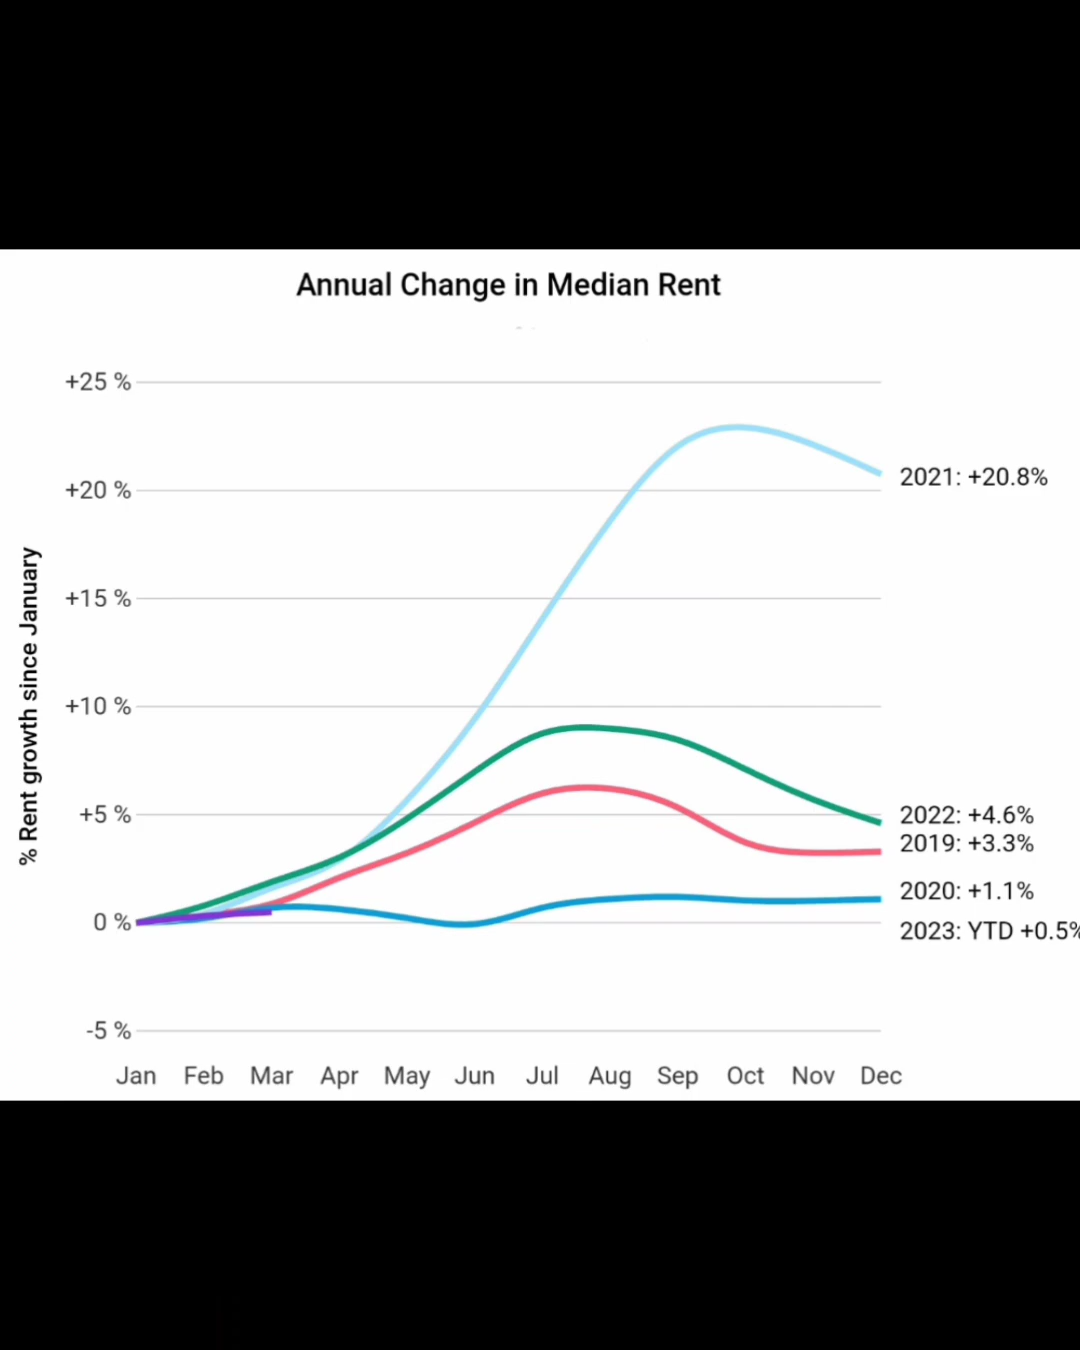 Annual Change in Median Rent
% Rent growth since January
+25 %
+20 %
+15 %
+10 %
+5 %
0 %
-5 %
2021: +20.8%
2022: +4.6%
2019: +3.3%
2020: +1.1%
2023: YTD +0.5%
Jan Feb Mar Apr May Jun Jul Aug Sep Oct Nov Dec